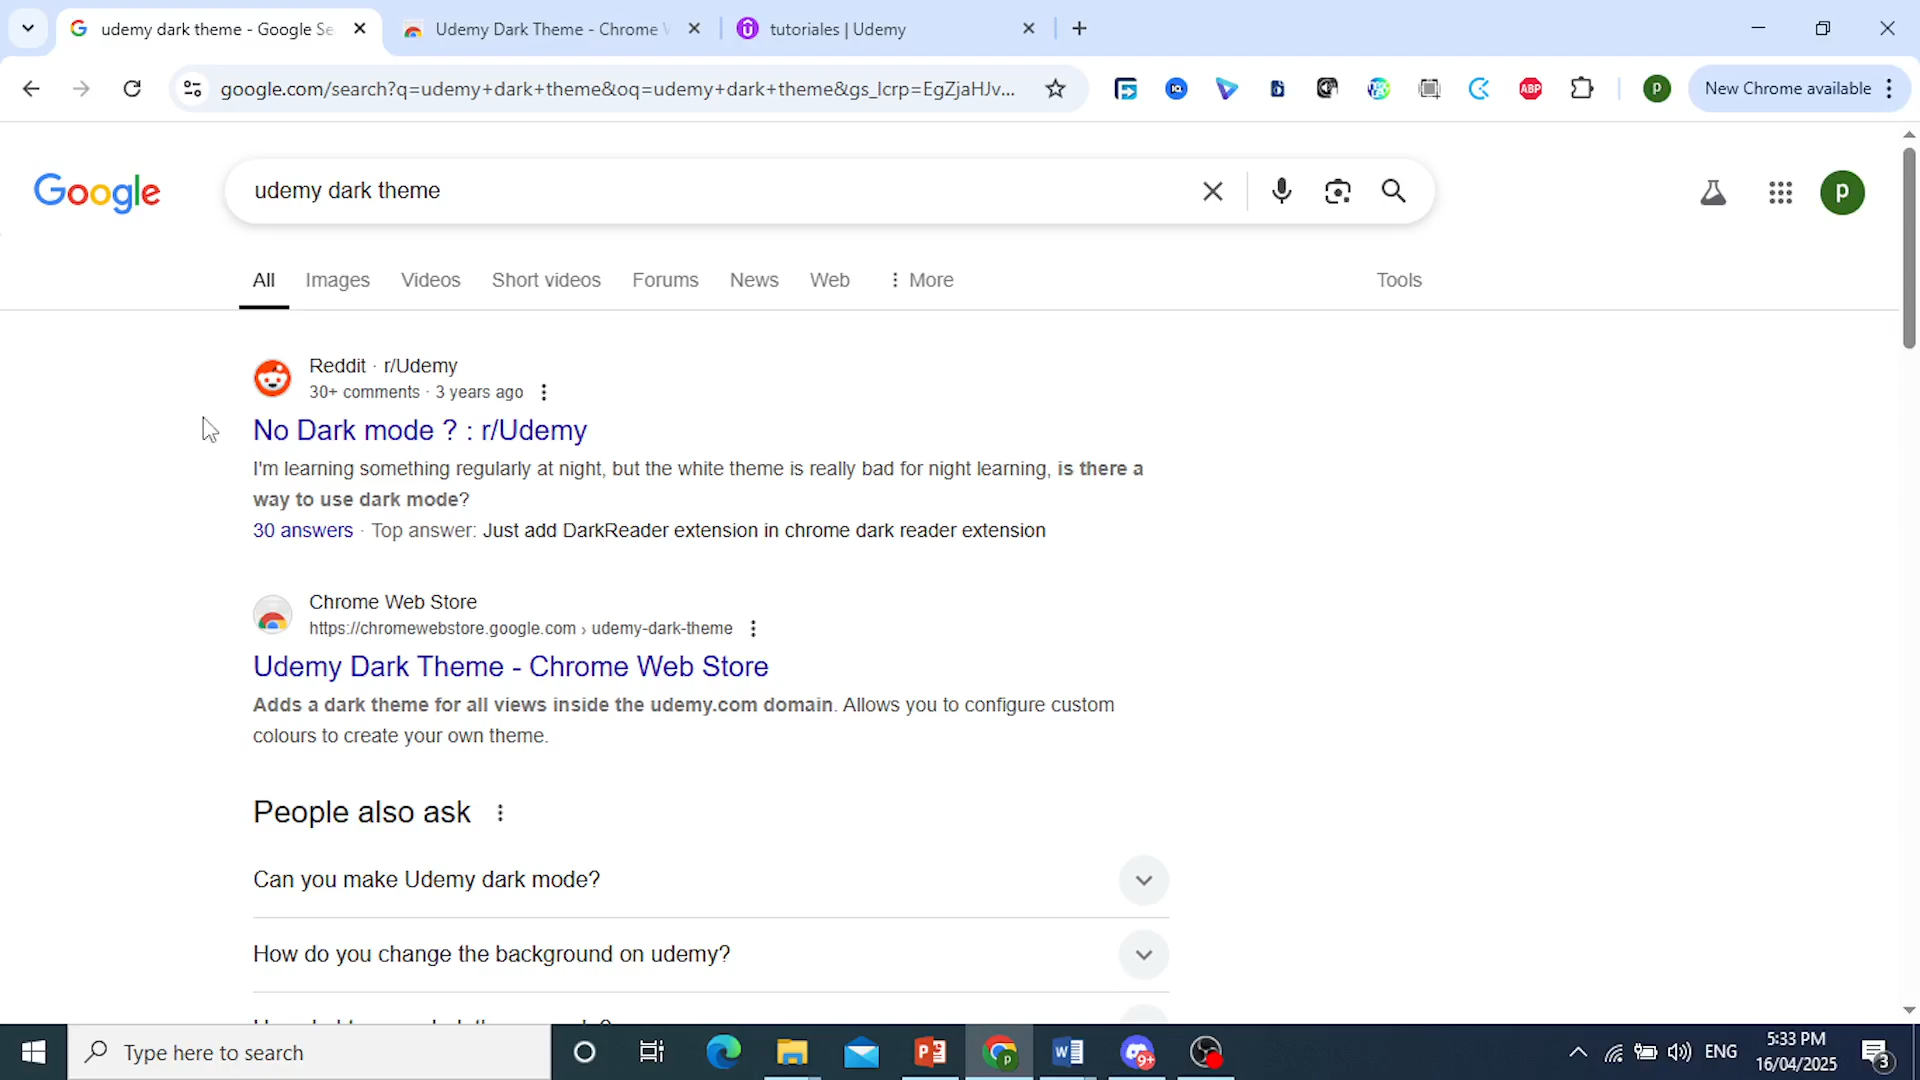 udemy dark theme - Google Se
Udemy Dark Theme - Chrome W
tutoriales | Udemy
google.com/search?q=udemy+dark+theme&oq=udemy+dark+theme&gs_lcrp=EgZjaHJv...
ABP
p
New Chrome available
Google
udemy dark theme
p
All
Images
Videos
Short videos
Forums
News
Web
More
Tools
Reddit · r/Udemy
30+ comments · 3 years ago
No Dark mode ? : r/Udemy
I'm learning something regularly at night, but the white theme is really bad for night learning, is there a
way to use dark mode?
30 answers · Top answer: Just add DarkReader extension in chrome dark reader extension
Chrome Web Store
https://chromewebstore.google.com › udemy-dark-theme
Udemy Dark Theme - Chrome Web Store
Adds a dark theme for all views inside the udemy.com domain. Allows you to configure custom
colours to create your own theme.
People also ask
Can you make Udemy dark mode?
How do you change the background on udemy?
Type here to search
9+
ENG
5:33 PM
16/04/2025
3